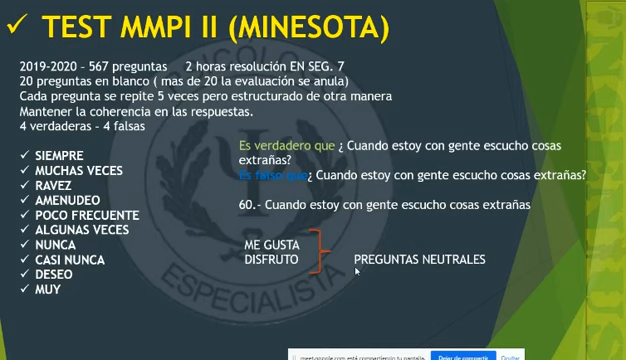 ✓ TEST MMPI II (MINESOTA)
2019-2020 – 567 preguntas 2 horas resolución EN SEG. 7
20 preguntas en blanco ( mas de 20 la evaluación se anula)
Cada pregunta se repite 5 veces pero estructurado de otra manera
Mantener la coherencia en las respuestas.
4 verdaderas – 4 falsas
✓ SIEMPRE
✓ MUCHAS VECES
✓ RAVEZ
✓ AMENUDEO
✓ POCO FRECUENTE
✓ ALGUNAS VECES
✓ NUNCA
✓ CASI NUNCA
✓ DESEO
✓ MUY
Es verdadero que ¿ Cuando estoy con gente escucho cosas
extrañas?
Es falso que¿ Cuando estoy con gente escucho cosas extrañas?
60.- Cuando estoy con gente escucho cosas extrañas
ME GUSTA
DISFRUTO
PREGUNTAS NEUTRALES
ESPECIALISTA
meet.google.com está compartiendo tu pantalla.
Dejar de compartir
Ocultar